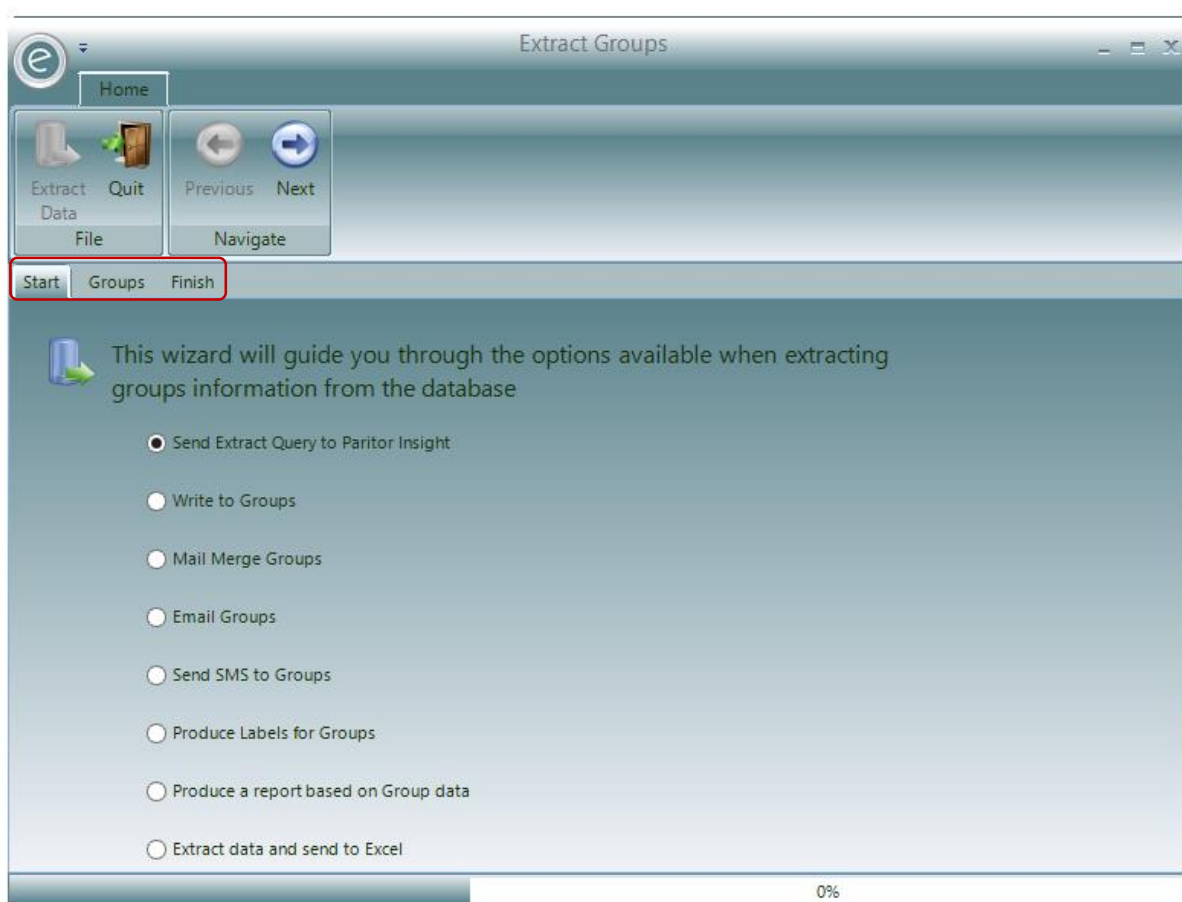 Extract Groups
Home
Extract Data
Quit
Previous
Next
File
Navigate
Start Groups Finish
This wizard will guide you through the options available when extracting
groups information from the database
Send Extract Query to Paritor Insight
Write to Groups
Mail Merge Groups
Email Groups
Send SMS to Groups
Produce Labels for Groups
Produce a report based on Group data
Extract data and send to Excel
0%